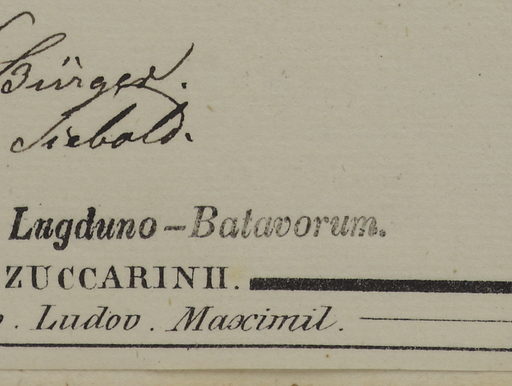 Bürger.
Siebold.
Lugduno-Batavorum.
ZUCCARINII.
Ludov. Maximil.